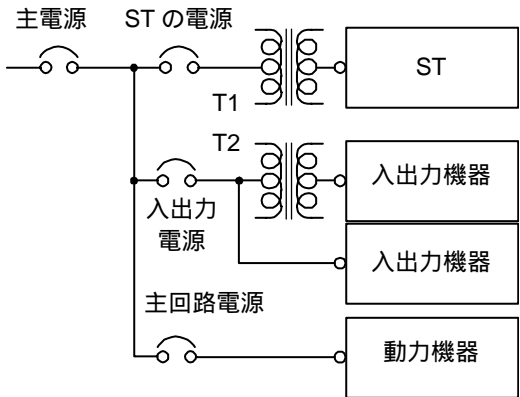 主電源
STの電源
T1
ST
T2
入出力
電源
入出力機器
入出力機器
主回路電源
動力機器